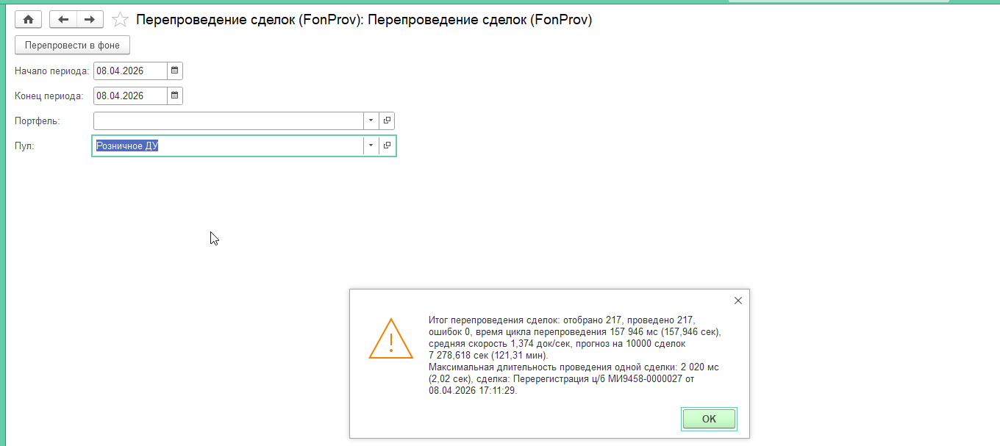 Перепроведение сделок (FonProv): Перепроведение сделок (FonProv)
Перепровести в фоне
Начало периода: 08.04.2026
Конец периода: 08.04.2026
Портфель:
Пул: Розничное ДУ
Итог перепроведения сделок: отобрано 217, проведено 217,
ошибок 0, время цикла перепроведения 157 946 мс (157,946 сек),
средняя скорость 1,374 док/сек, прогноз на 10000 сделок
7 278,618 сек (121,31 мин).
Максимальная длительность проведения одной сделки: 2 020 мс
(2,02 сек), сделка: Перерегистрация ц/б МИ9458-0000027 от
08.04.2026 17:11:29.
OK